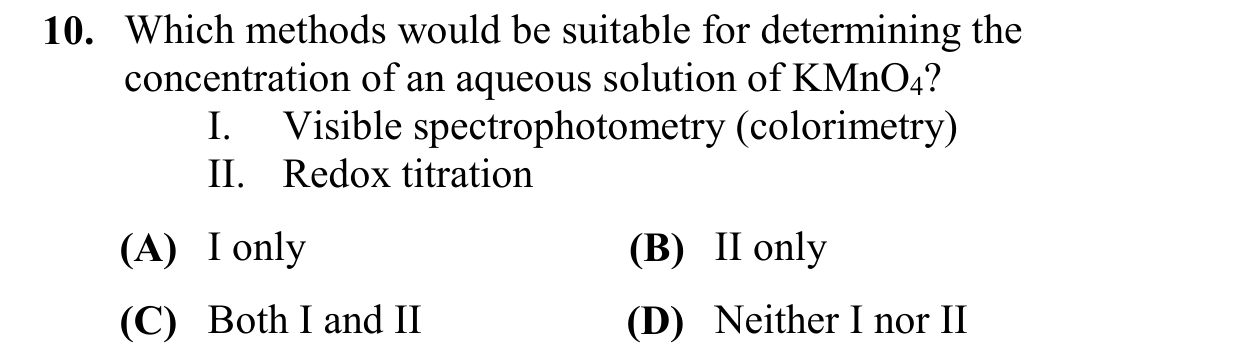 10. Which methods would be suitable for determining the
concentration of an aqueous solution of KMnO₄?
I. Visible spectrophotometry (colorimetry)
II. Redox titration
(A) I only (B) II only
(C) Both I and II (D) Neither I nor II